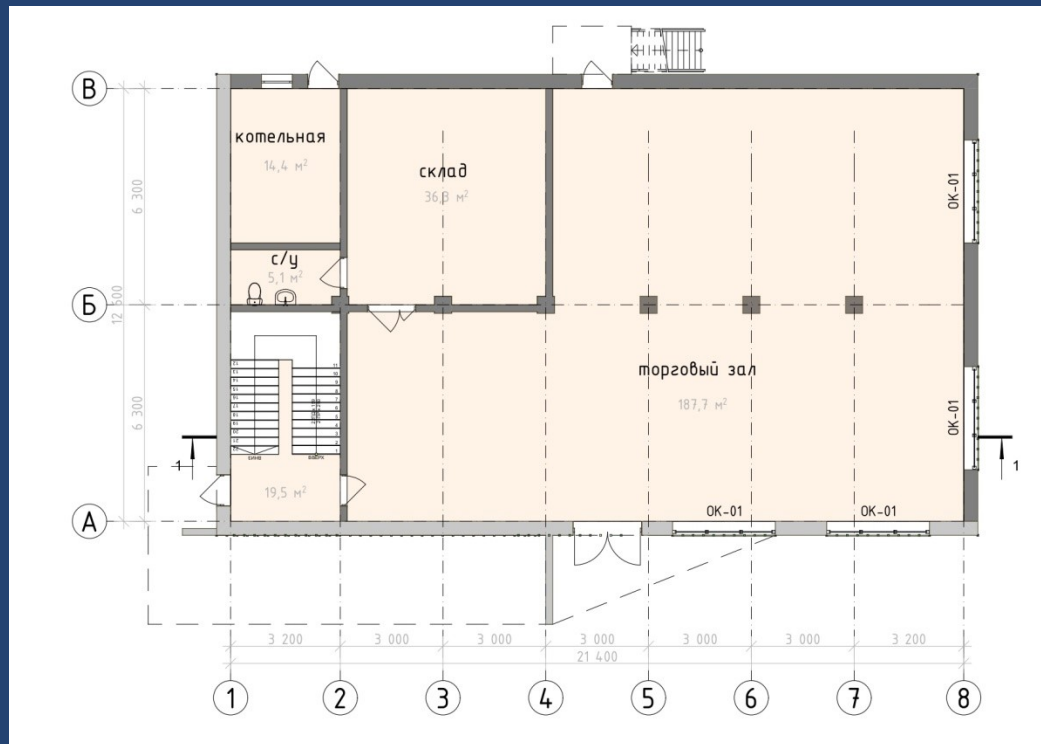 В
котельная
14,4 м²
склад
36,3 м²
ОК-01
6 300
с/у
5,1 м²
Б
12 600
торговый зал
187,7 м²
ОК-01
6 300
1
1
19,5 м²
А
ОК-01
ОК-01
3 200
3 000
3 000
3 000
3 000
3 000
3 200
21 400
1
2
3
4
5
6
7
8